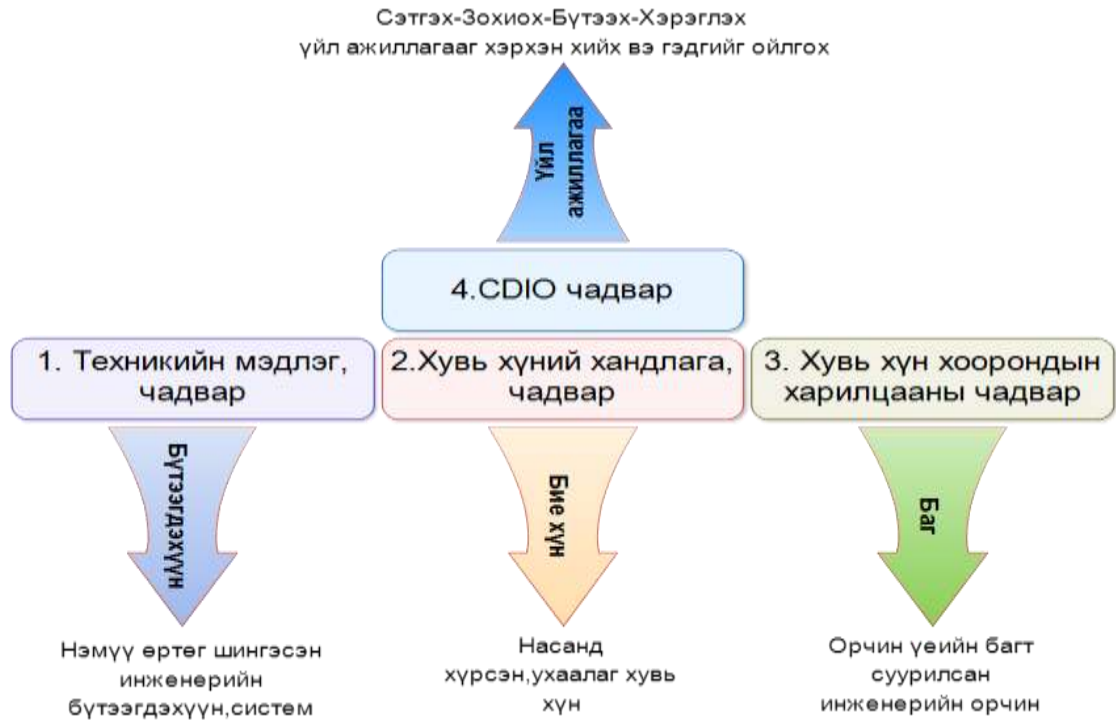 Сэтгэх-Зохиох-Бүтээх-Хэрэглэх
үйл ажиллагааг хэрхэн хийх вэ гэдгийг ойлгох
Үйл
ажиллагаа
4.CDIO чадвар
1. Техникийн мэдлэг,
чадвар
2.Хувь хүний хандлага,
чадвар
3. Хувь хүн хоорондын
харилцааны чадвар
Бүтээгдэхүүн
Бие хүн
Баг
Нэмүү өртөг шингэсэн
инженерийн
бүтээгдэхүүн,систем
Насанд
хүрсэн,ухаалаг хувь
хүн
Орчин үеийн багт
суурилсан
инженерийн орчин